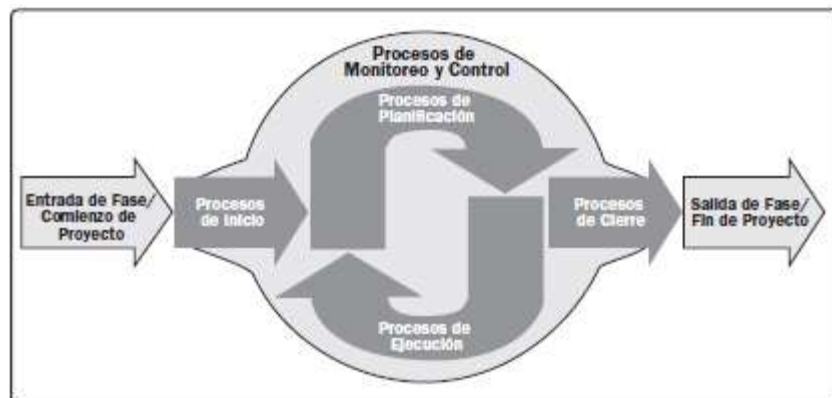 Procesos de
Monitoreo y Control
Procesos de
Planificación
Entrada de Fase/
Comienzo de
Proyecto
Procesos
de Inicio
Procesos
de Cierre
Salida de Fase/
Fin de Proyecto
Procesos de
Ejecución